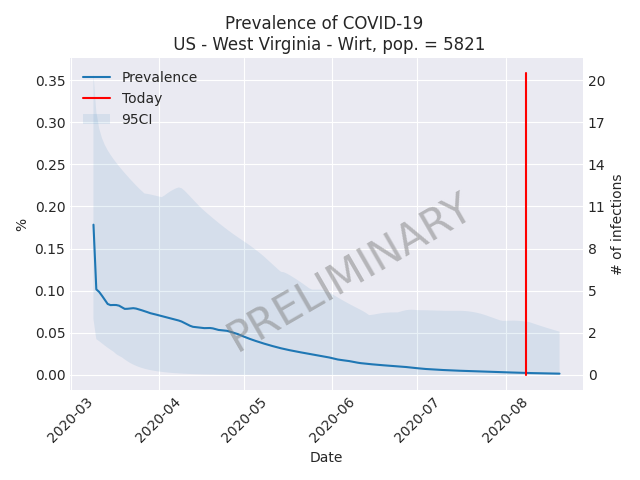 Prevalence of COVID-19
US - West Virginia - Wirt, pop. = 5821
Prevalence
Today
95CI
0.35
0.30
0.25
0.20
0.15
0.10
0.05
0.00
%
20
17
14
11
8
5
2
0
# of infections
PRELIMINARY
2020-03
2020-04
2020-05
2020-06
2020-07
2020-08
Date